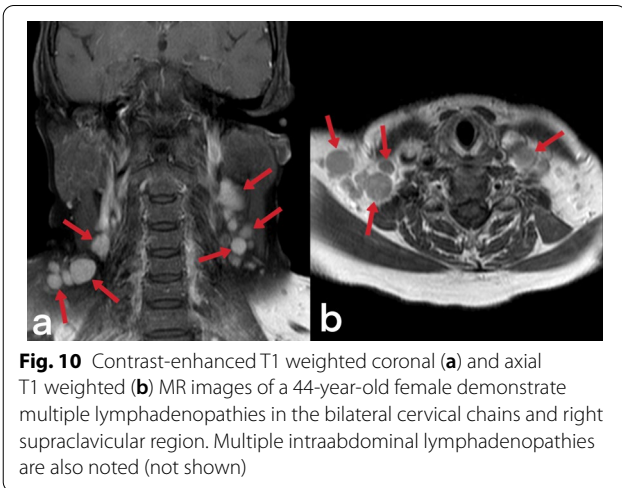 a
b
Fig. 10 Contrast-enhanced T1 weighted coronal (a) and axial
T1 weighted (b) MR images of a 44-year-old female demonstrate
multiple lymphadenopathies in the bilateral cervical chains and right
supraclavicular region. Multiple intraabdominal lymphadenopathies
are also noted (not shown)